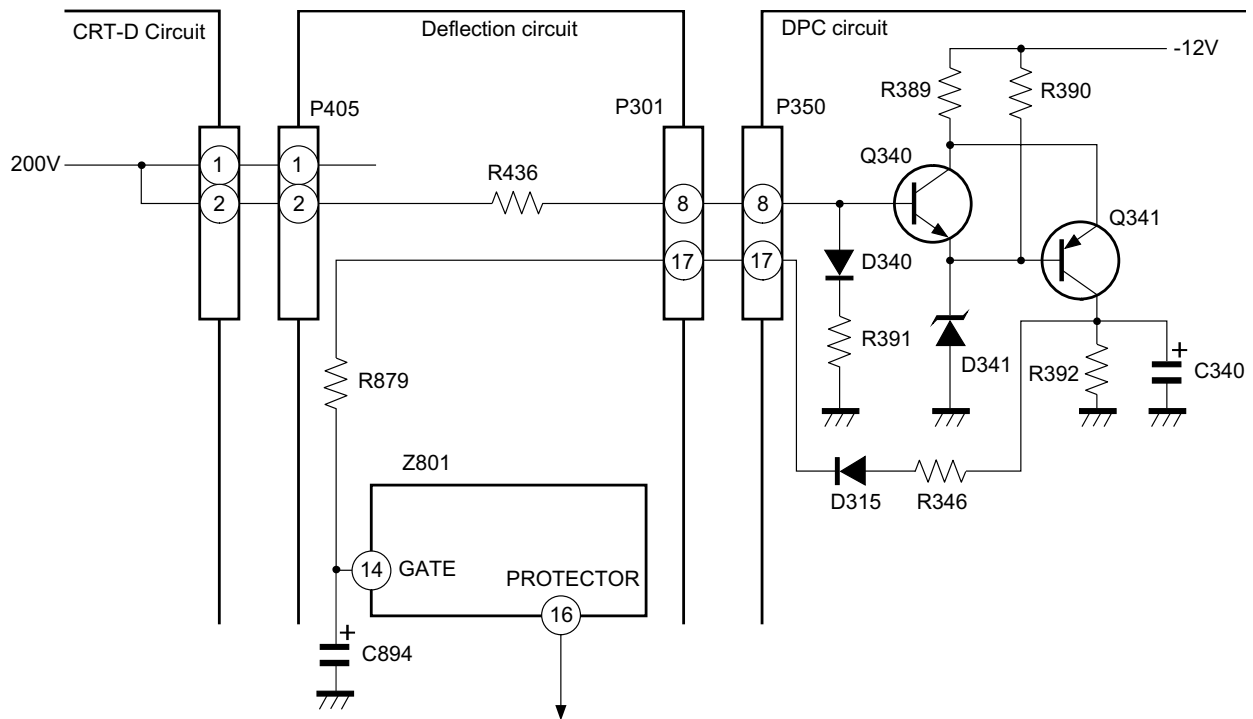 CRT-D Circuit
Deflection circuit
DPC circuit
-12V
R389
R390
P405
P301
P350
200V
1
1
Q340
R436
2
2
8
8
Q341
17
17
D340
R391
D341
R392
+
C340
R879
Z801
D315
R346
14
GATE
PROTECTOR
16
+
C894